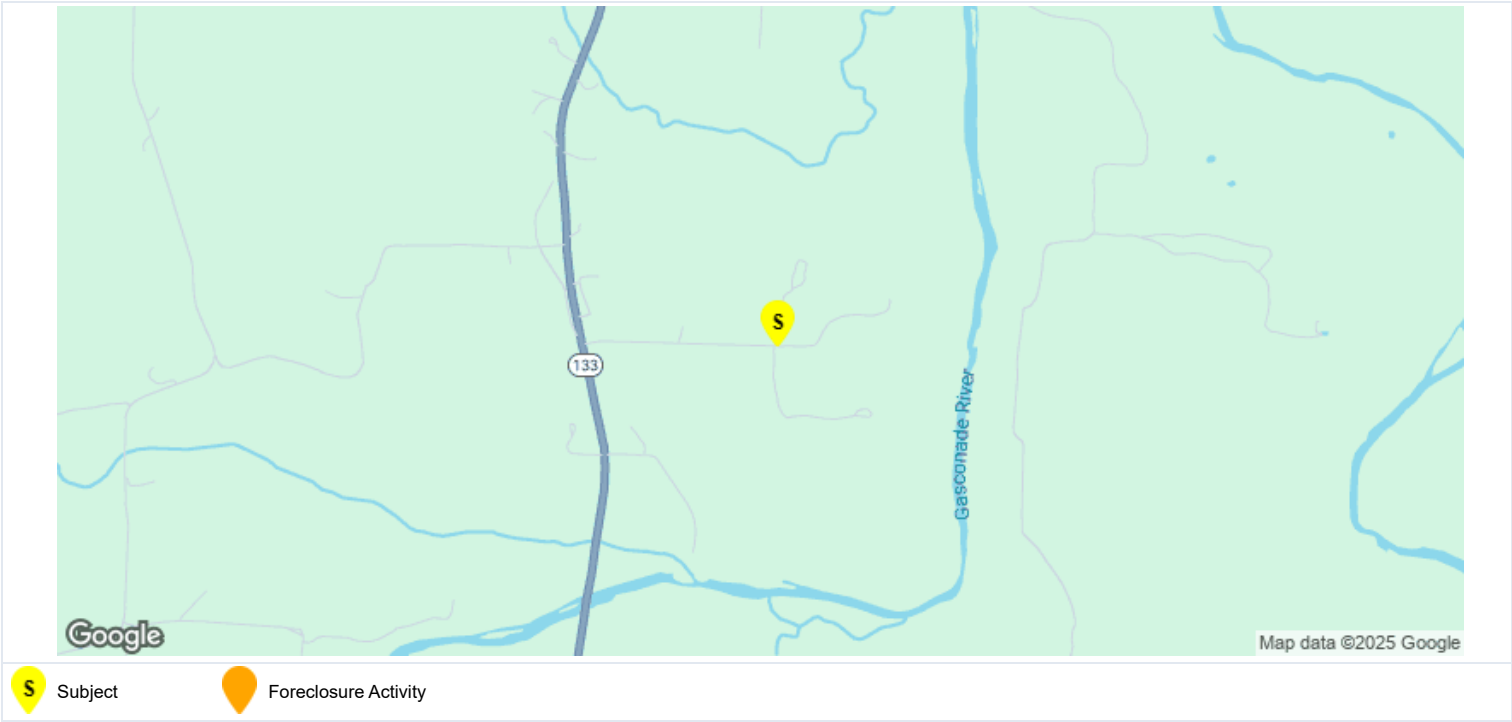 S
133
Gasconade River
Google
Map data ©2025 Google
S Subject
Foreclosure Activity